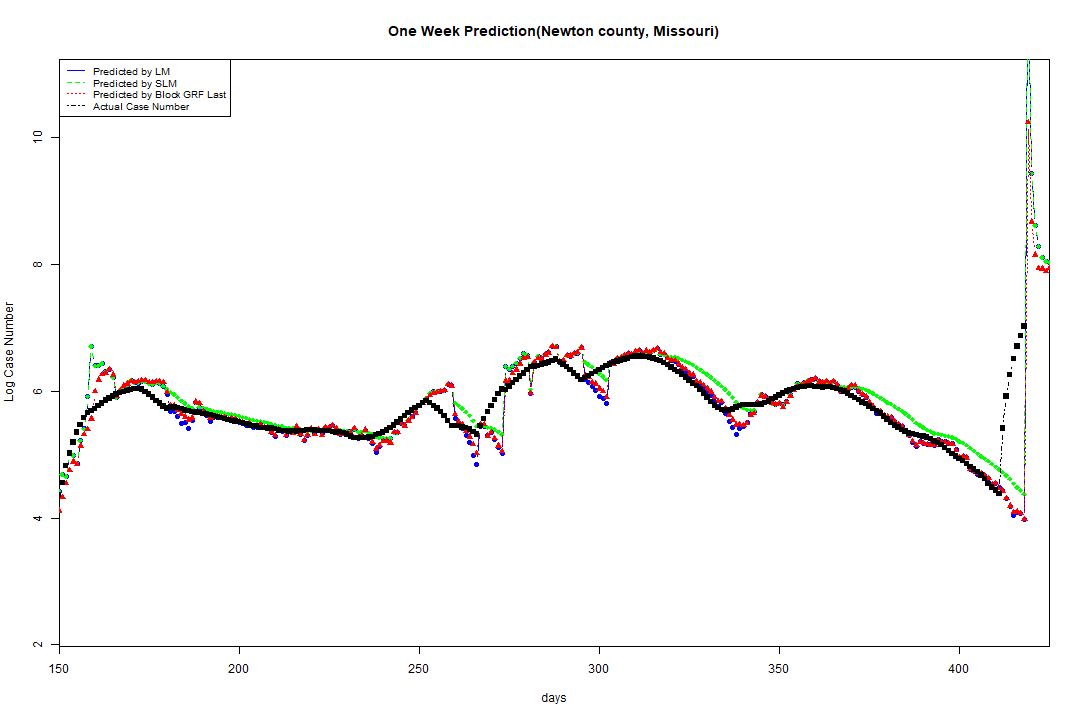 One Week Prediction(Newton county, Missouri)
Predicted by LM
Predicted by SLM
Predicted by Block GRF Last
Actual Case Number
Log Case Number
10
8
6
4
2
150 200 250 300 350 400
days